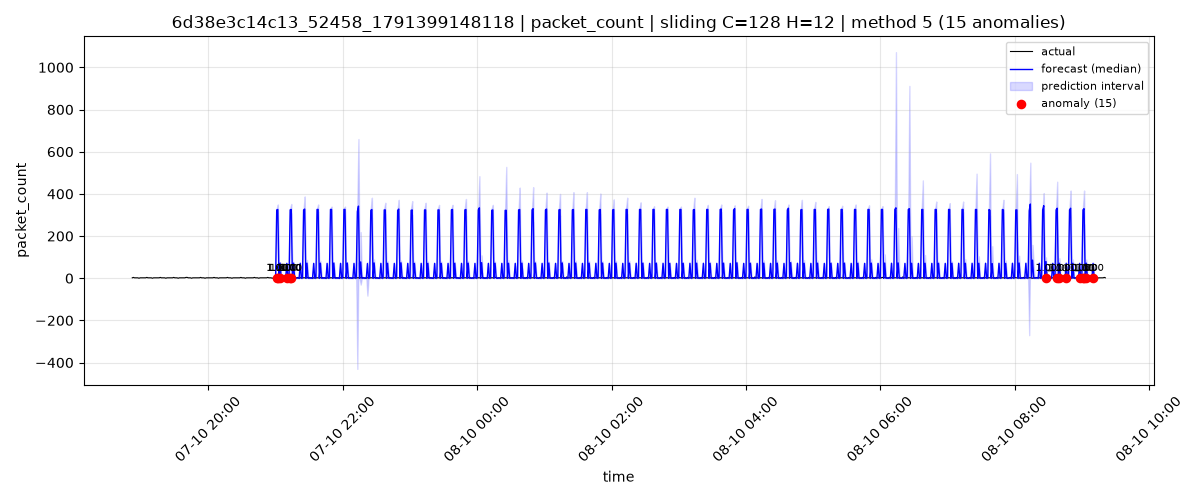 6d38e3c14c13_52458_1791399148118 | packet_count | sliding C=128 H=12 | method 5 (15 anomalies)
actual
forecast (median)
prediction interval
anomaly (15)
packet_count
1000
800
600
400
200
0
−200
−400
07-10 20:00
07-10 22:00
08-10 00:00
08-10 02:00
08-10 04:00
08-10 06:00
08-10 08:00
08-10 10:00
time